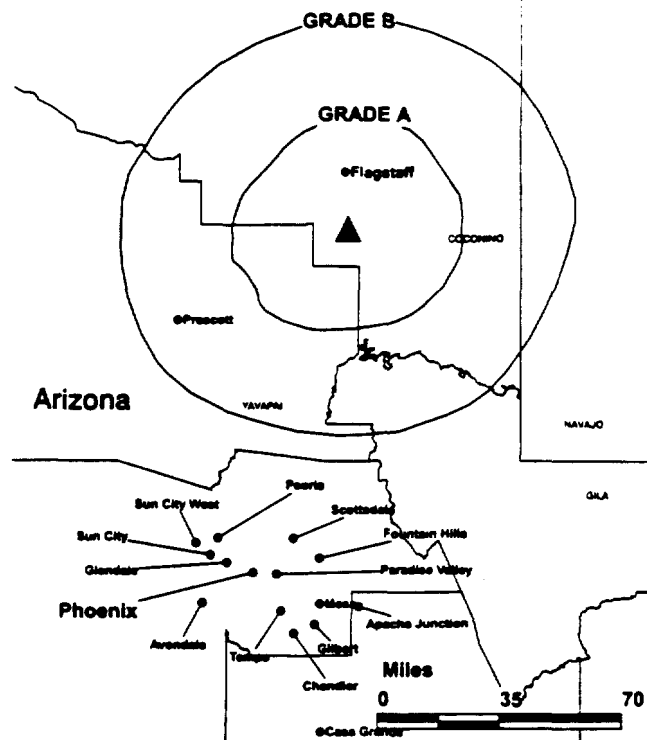 GRADE B
GRADE A
Flagstaff
COCONINO
Prescott
Arizona
YAVAPAI
NAVAJO
GILA
Peoria
Sun City West
Scottsdale
Sun City
Fountain Hills
Glendale
Paradise Valley
Phoenix
Mesa
Apache Junction
Avondale
Tempe
Gilbert
Chandler
Miles
0 35 70
Casa Grande